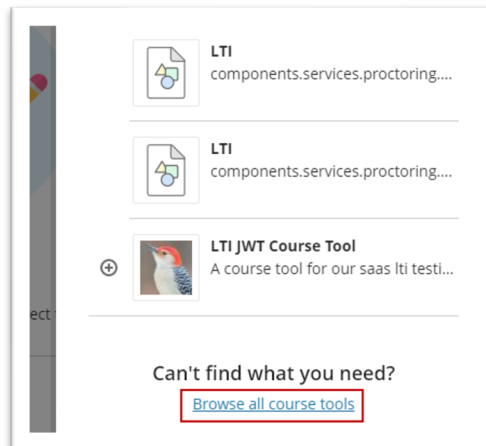 LTI
components.services.proctoring....
LTI
components.services.proctoring....
LTI JWT Course Tool
A course tool for our saas lti testi...
ect
Can't find what you need?
Browse all course tools